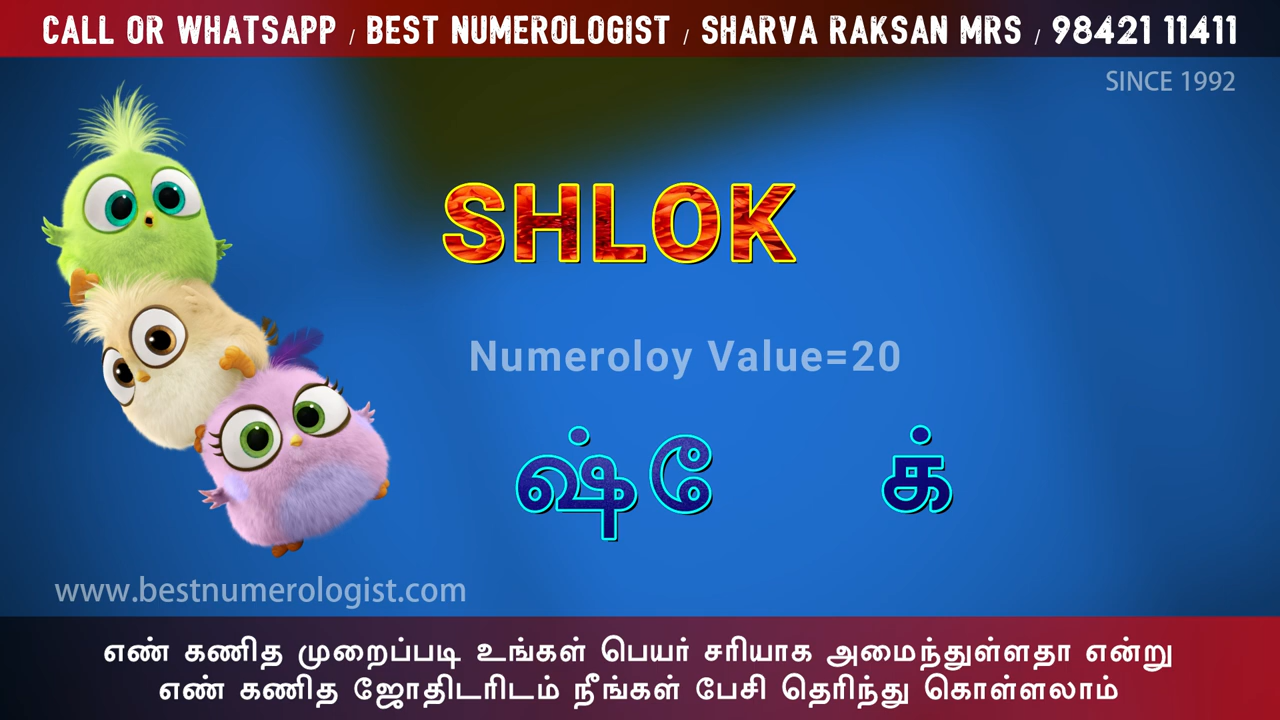 CALL OR WHATSAPP / BEST NUMEROLOGIST / SHARVA RAKSAN MRS / 98421 11411
SINCE 1992
SHLOK
Numeroloy Value=20
ஷ்லே க்
www.bestnumerologist.com
எண் கணித முறைப்படி உங்கள் பெயர் சரியாக அமைந்துள்ளதா என்று
எண் கணித ஜோதிடரிடம் நீங்கள் பேசி தெரிந்து கொள்ளலாம்